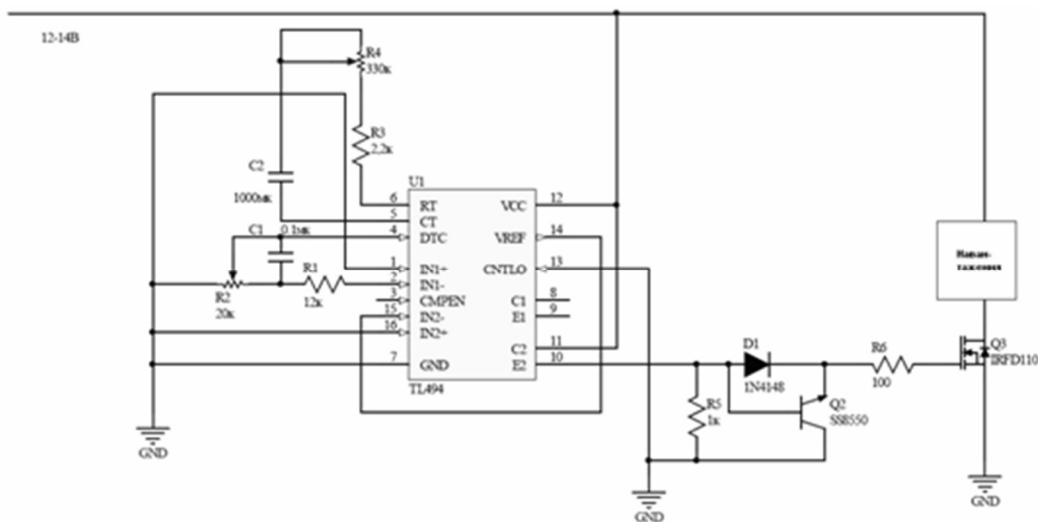 12-14В
R4
330к
R3
2,2к
C2
1000мк
C1
0.1мк
R1
12к
R2
20к
U1
6
5
4
1
2
3
15
16
7
RT
CT
DTC
IN1+
IN1-
CMPEN
IN2-
IN2+
GND
VCC
VREF
CNTLO
C1
E1
C2
E2
12
14
13
8
9
11
10
TL494
D1
1N4148
R5
1к
Q2
SS8550
R6
100
Q3
IRFD110
GND
GND
GND